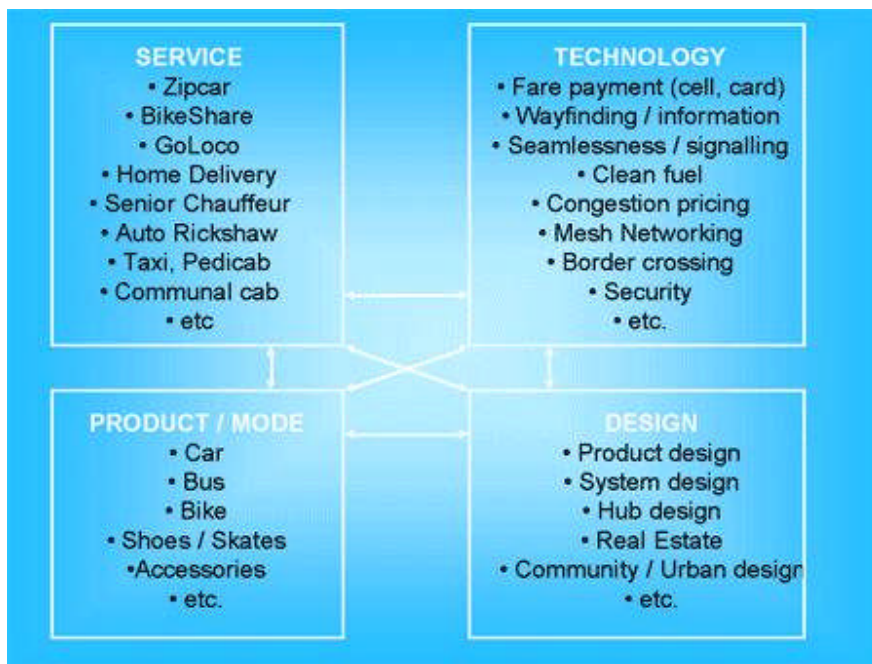 SERVICE
• Zipcar
• BikeShare
• GoLoco
• Home Delivery
• Senior Chauffeur
• Auto Rickshaw
• Taxi, Pedicab
• Communal cab
• etc
TECHNOLOGY
• Fare payment (cell, card)
• Wayfinding / information
• Seamlessness / signalling
• Clean fuel
• Congestion pricing
• Mesh Networking
• Border crossing
• Security
• etc.
PRODUCT / MODE
• Car
• Bus
• Bike
• Shoes / Skates
•Accessories
• etc.
DESIGN
• Product design
• System design
• Hub design
• Real Estate
• Community / Urban design
• etc.